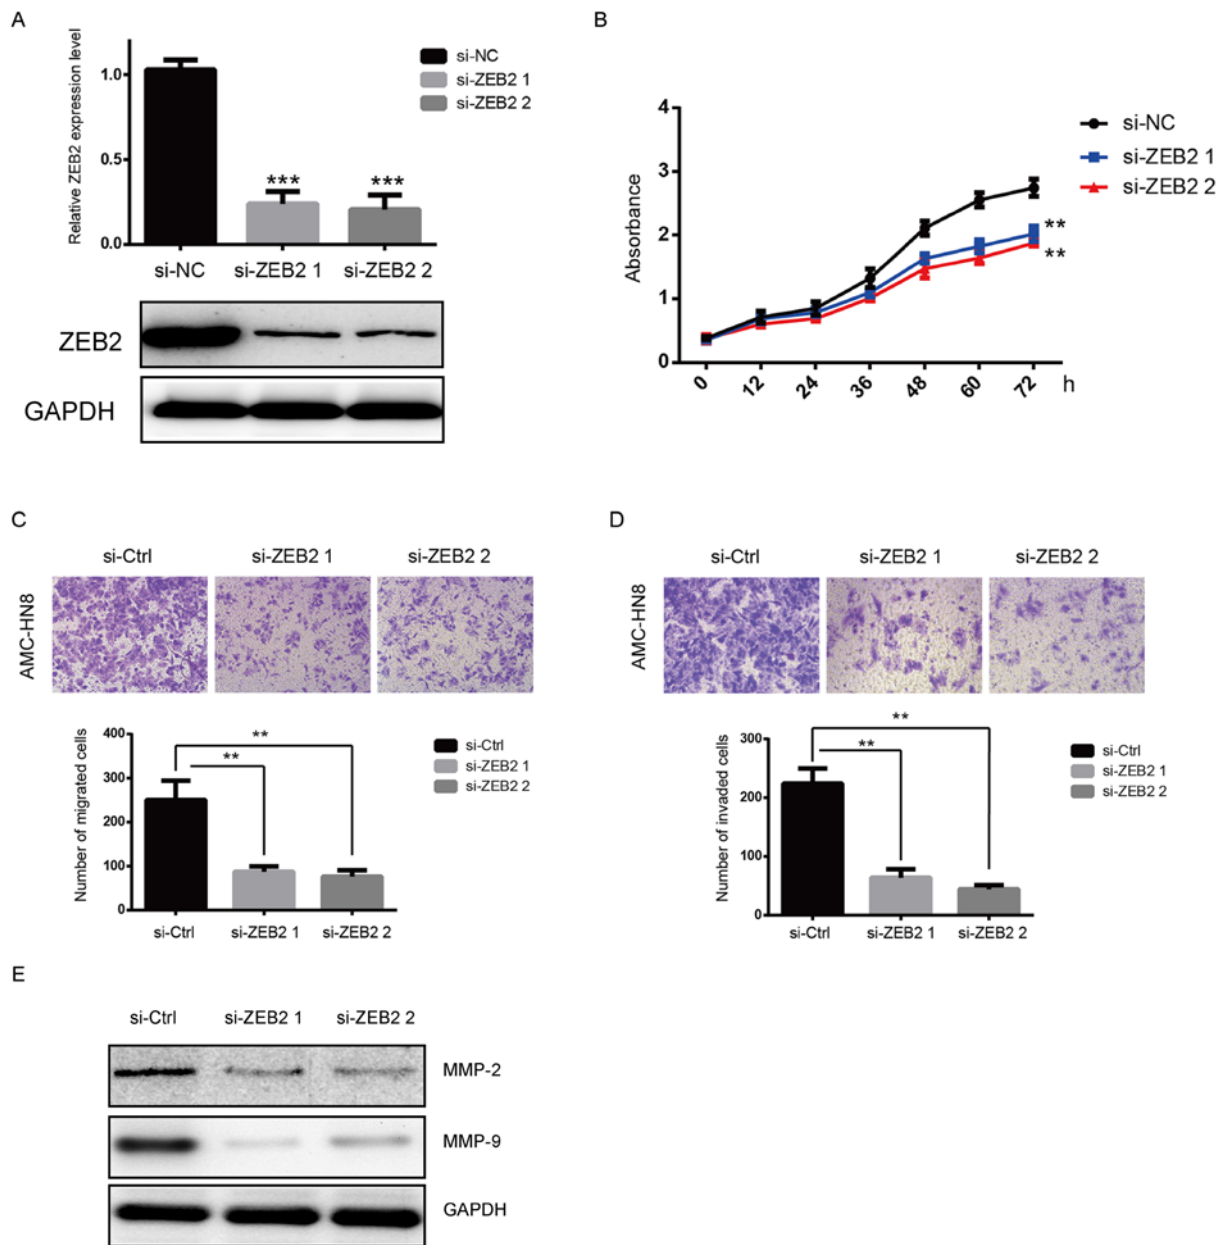 A
Relative ZEB2 expression level
1.0
0.5
0.0
***
***
si-NC
si-ZEB2 1
si-ZEB2 2
si-NC
si-ZEB2 1
si-ZEB2 2
ZEB2
GAPDH
B
Absorbance
4
3
2
1
0
0
12
24
36
48
60
72
h
**
**
si-NC
si-ZEB2 1
si-ZEB2 2
C
si-Ctrl
si-ZEB2 1
si-ZEB2 2
AMC-HN8
Number of migrated cells
400
300
200
100
0
**
**
si-Ctrl
si-ZEB2 1
si-ZEB2 2
si-Ctrl
si-ZEB2 1
si-ZEB2 2
D
si-Ctrl
si-ZEB2 1
si-ZEB2 2
AMC-HN8
Number of invaded cells
300
200
100
0
**
**
si-Ctrl
si-ZEB2 1
si-ZEB2 2
si-Ctrl
si-ZEB2 1
si-ZEB2 2
E
si-Ctrl
si-ZEB2 1
si-ZEB2 2
MMP-2
MMP-9
GAPDH